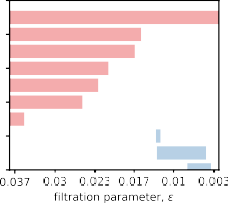 0.037 0.03 0.023 0.017 0.01 0.003
filtration parameter, ε